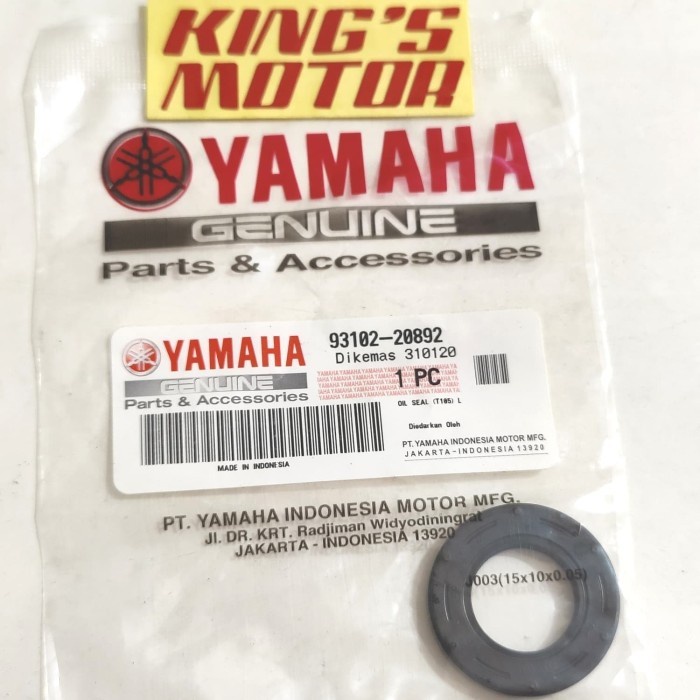 KING'S
MOTOR
YAMAHA
GENUINE
Parts & Accessories
YAMAHA
GENUINE
Parts & Accessories
93102-20892
Dikemas 310120
1 PC
OIL SEAL (T105) L
Diedarkan Oleh
PT. YAMAHA INDONESIA MOTOR MFG.
JAKARTA - INDONESIA 13920
MADE IN INDONESIA
PT. YAMAHA INDONESIA MOTOR MFG.
Jl. DR. KRT. Radjiman Widyodiningrat
JAKARTA - INDONESIA 13920
J003(15x10x0.05)